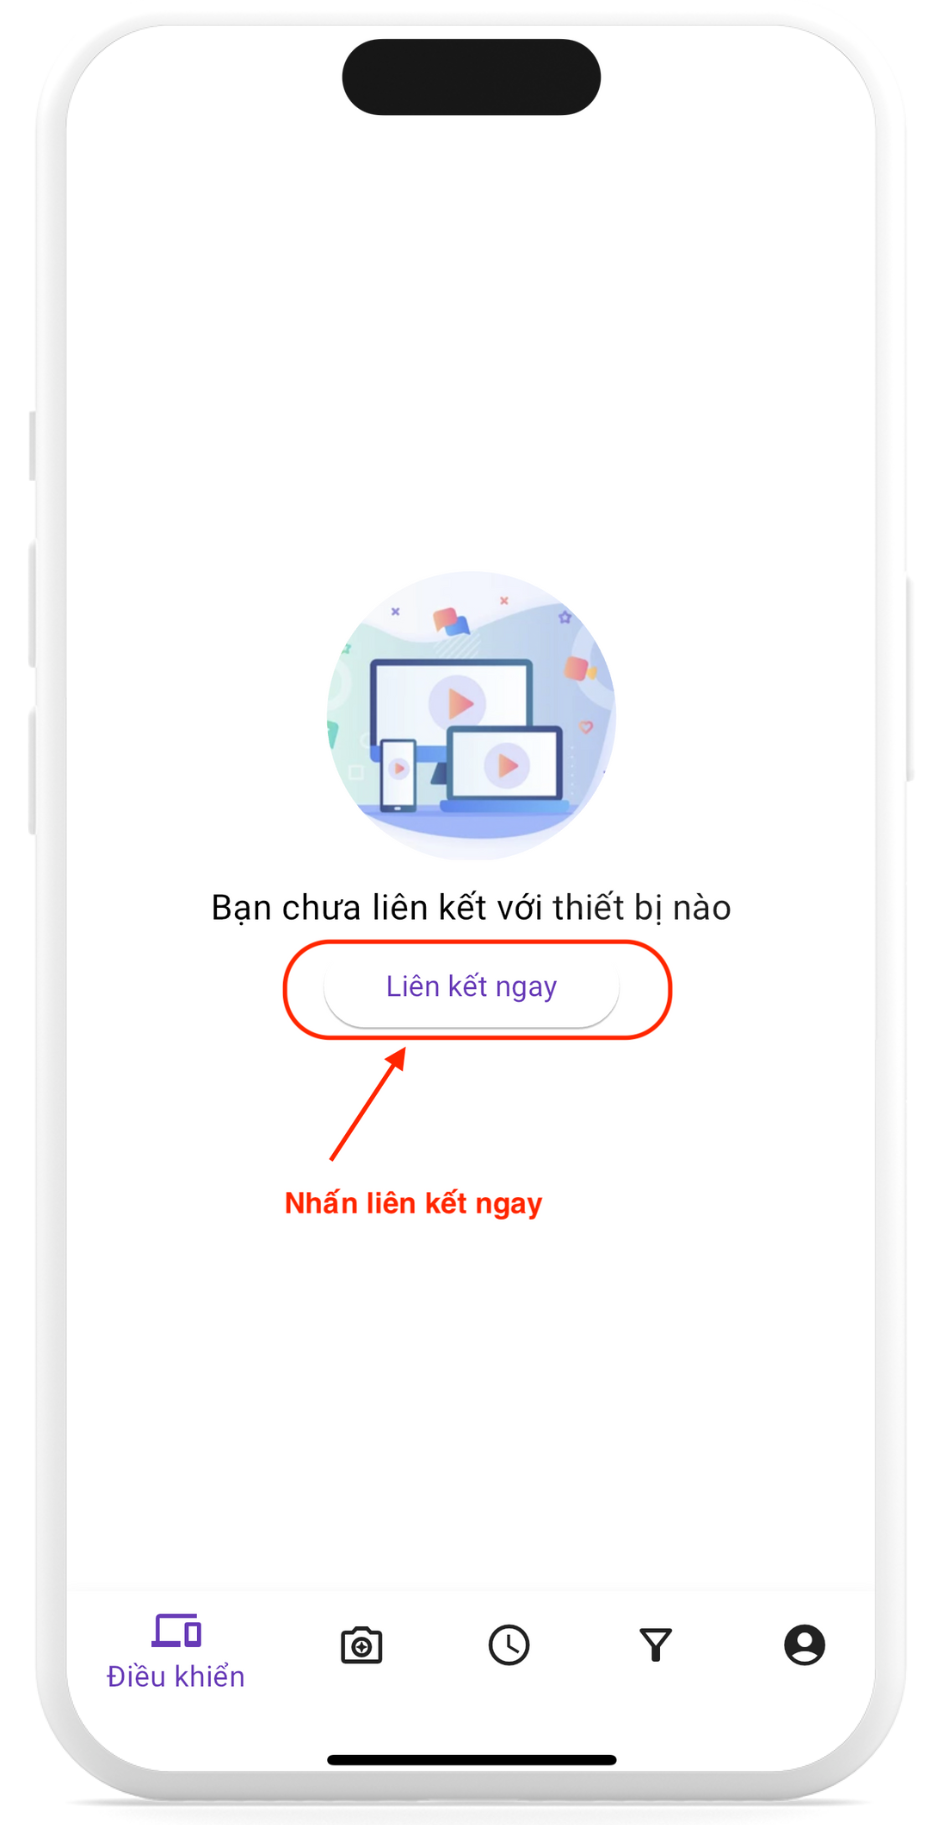 Bạn chưa liên kết với thiết bị nào
Liên kết ngay
Nhấn liên kết ngay
Điều khiển